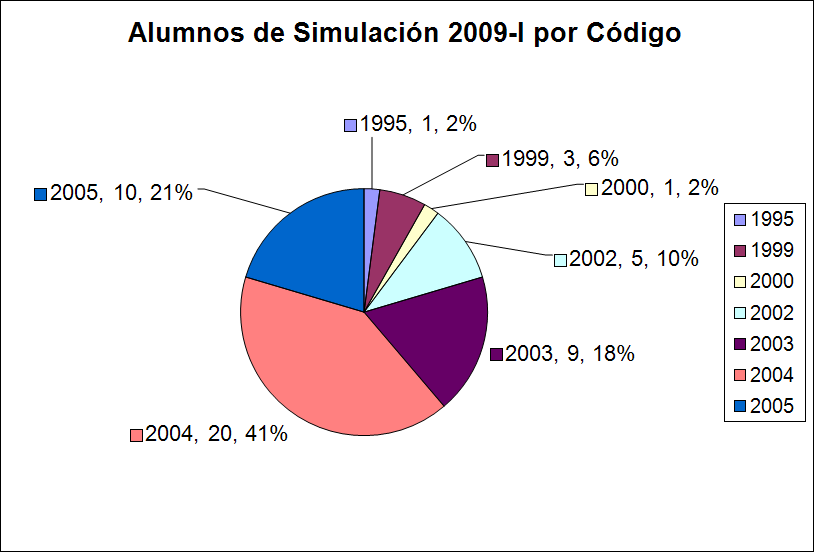 Alumnos de Simulación 2009-I por Código
1995, 1, 2%
1999, 3, 6%
2000, 1, 2%
2002, 5, 10%
2003, 9, 18%
2004, 20, 41%
2005, 10, 21%
1995
1999
2000
2002
2003
2004
2005